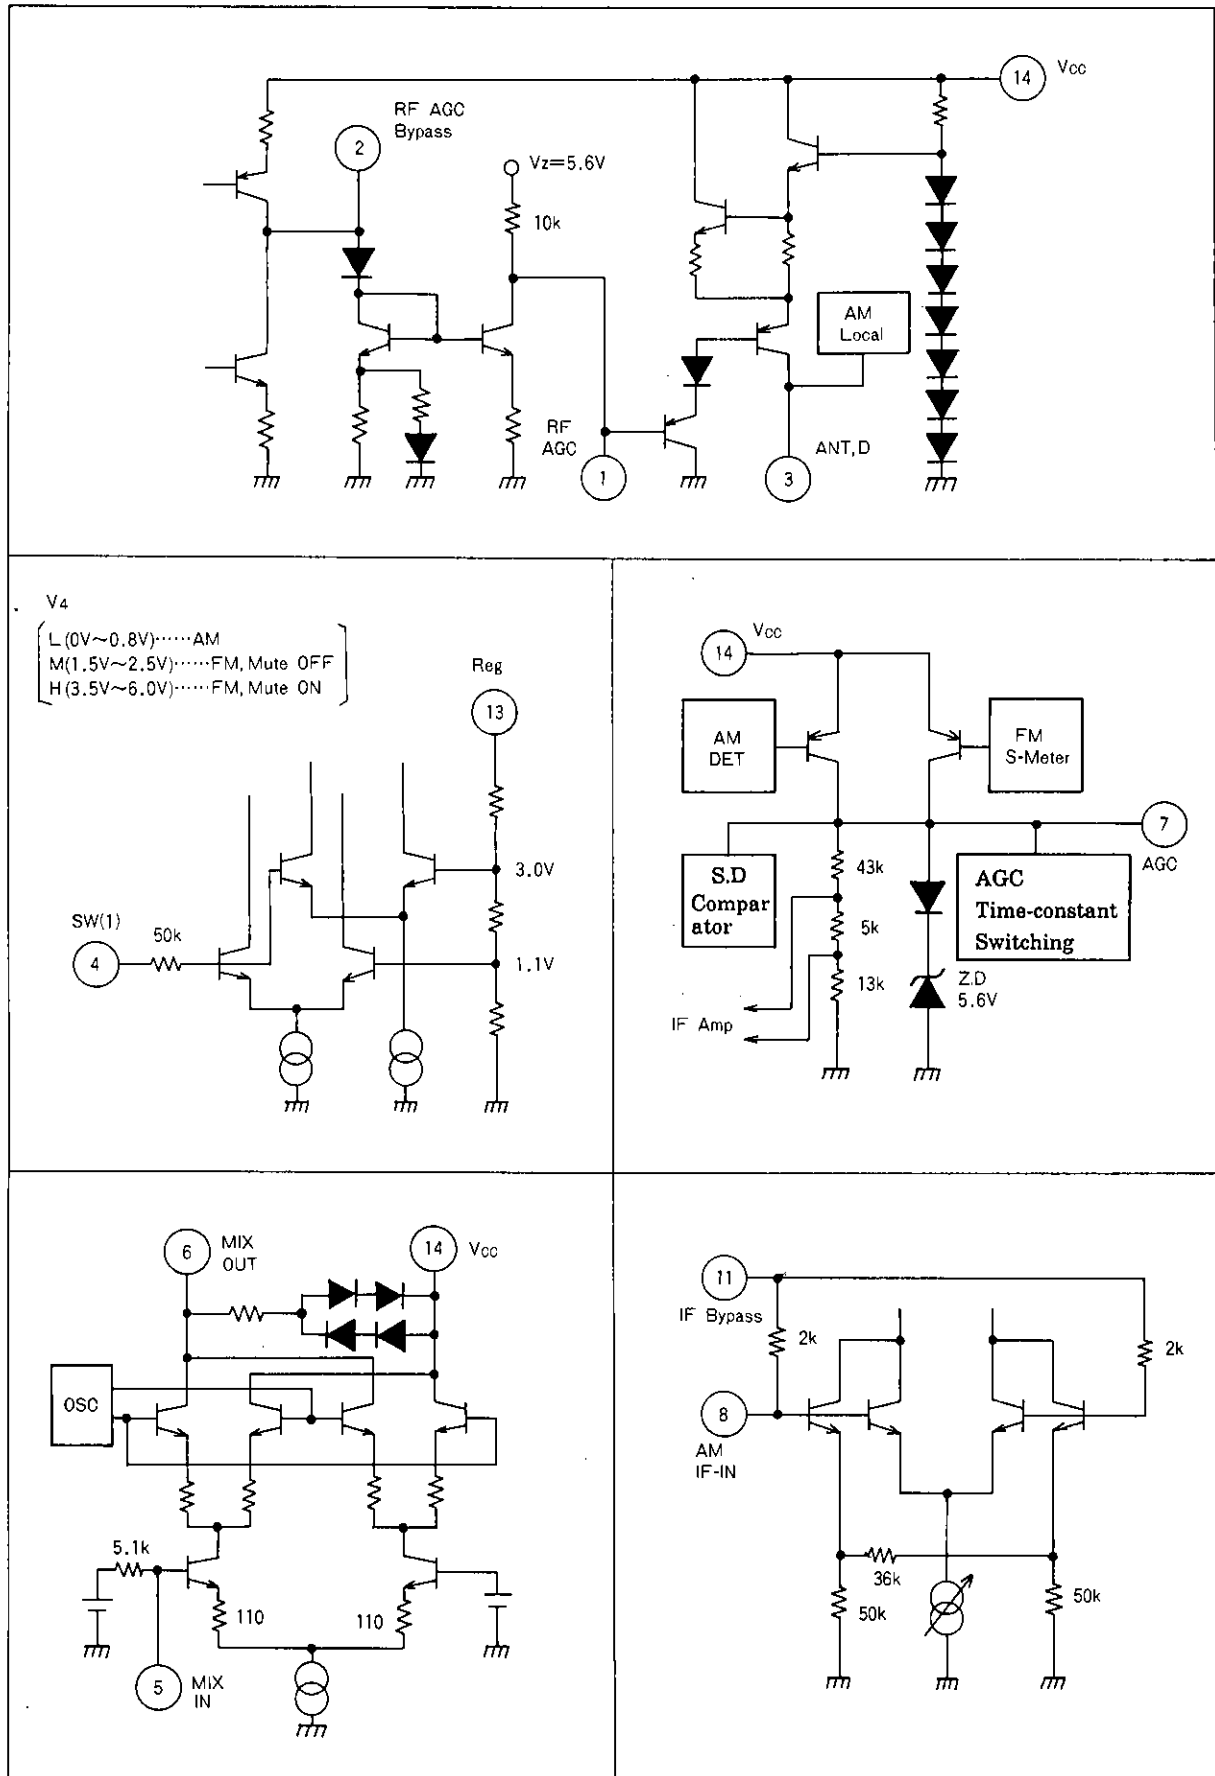 14 Vcc
RF AGC
Bypass
2
Vz=5.6V
10k
AM
Local
RF
AGC
1
3
ANT,D
V4
L(0V~0.8V)······AM
M(1.5V~2.5V)······FM, Mute OFF
H(3.5V~6.0V)······FM, Mute ON
Reg
13
3.0V
SW(1)
4
50k
1.1V
14
Vcc
AM
DET
FM
S-Meter
7
AGC
S.D
Compar
ator
43k
5k
13k
AGC
Time-constant
Switching
Z.D
5.6V
IF Amp
6
MIX
OUT
14
Vcc
OSC
5.1k
110
110
5
MIX
IN
11
IF Bypass
2k
2k
8
AM
IF-IN
36k
50k
50k